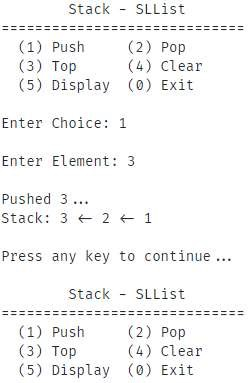 Stack - SLList
==============================
(1) Push (2) Pop
(3) Top (4) Clear
(5) Display (0) Exit
Enter Choice: 1
Enter Element: 3
Pushed 3...
Stack: 3 ← 2 ← 1
Press any key to continue...
Stack - SLList
==============================
(1) Push (2) Pop
(3) Top (4) Clear
(5) Display (0) Exit